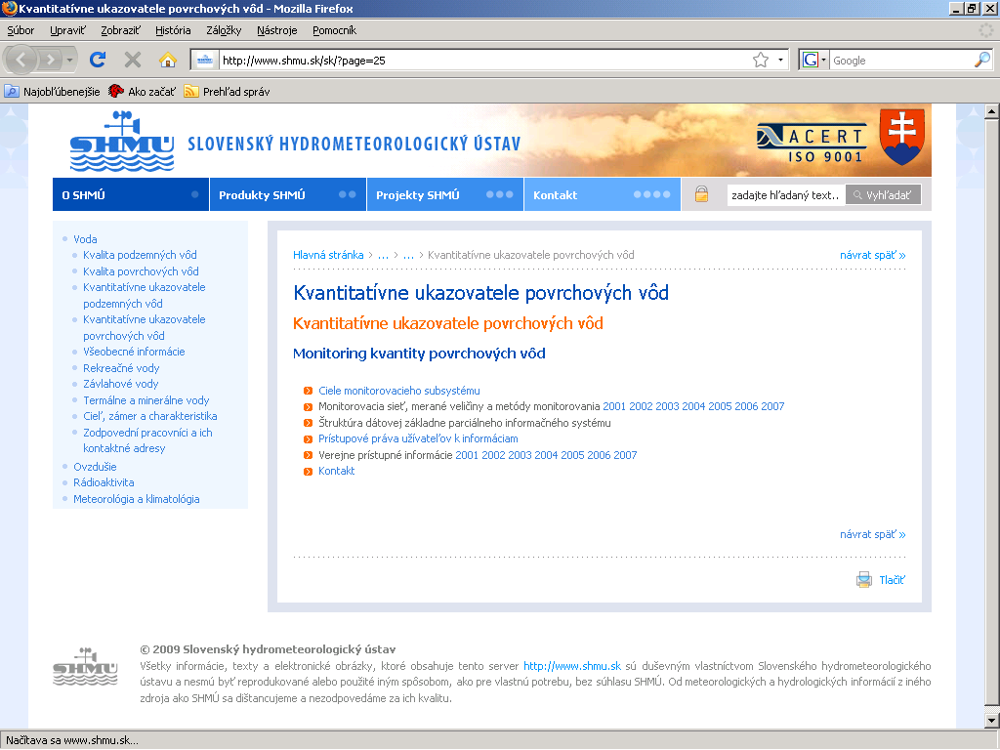 Kvantitatívne ukazovatele povrchových vôd - Mozilla Firefox
Súbor Upraviť Zobraziť História Záložky Nástroje Pomocník
http://www.shmu.sk/sk/?page=25
Google
Najobľúbenejšie Ako začať Prehľad správ
SHMÚ SLOVENSKÝ HYDROMETEOROLOGICKÝ ÚSTAV
ACERT
ISO 9001
O SHMÚ Produkty SHMÚ Projekty SHMÚ Kontakt zadajte hľadaný text.. Vyhľadať
Voda
Kvalita podzemných vôd
Kvalita povrchových vôd
Kvantitatívne ukazovatele
podzemných vôd
Kvantitatívne ukazovatele
povrchových vôd
Všeobecné informácie
Rekreačné vody
Závlahové vody
Termálne a minerálne vody
Cieľ, zámer a charakteristika
Zodpovední pracovníci a ich
kontaktné adresy
Ovzdušie
Rádioaktivita
Meteorológia a klimatológia
Hlavná stránka > ... > ... > Kvantitatívne ukazovatele povrchových vôd návrat späť »
Kvantitatívne ukazovatele povrchových vôd
Kvantitatívne ukazovatele povrchových vôd
Monitoring kvantity povrchových vôd
Ciele monitorovacieho subsystému
Monitorovacia sieť, merané veličiny a metódy monitorovania 2001 2002 2003 2004 2005 2006 2007
Štruktúra dátovej základne parciálneho informačného systému
Prístupové práva užívateľov k informáciam
Verejne prístupné informácie 2001 2002 2003 2004 2005 2006 2007
Kontakt
návrat späť »
Tlačiť
SHMÚ
© 2009 Slovenský hydrometeorologický ústav
Všetky informácie, texty a elektronické obrázky, ktoré obsahuje tento server http://www.shmu.sk sú duševným vlastníctvom Slovenského hydrometeorologického
ústavu a nesmú byť reprodukované alebo použité iným spôsobom, ako pre vlastnú potrebu, bez súhlasu SHMÚ. Od meteorologických a hydrologických informácií z iného
zdroja ako SHMÚ sa dištancujeme a nezodpovedáme za ich kvalitu.
Načítava sa www.shmu.sk...